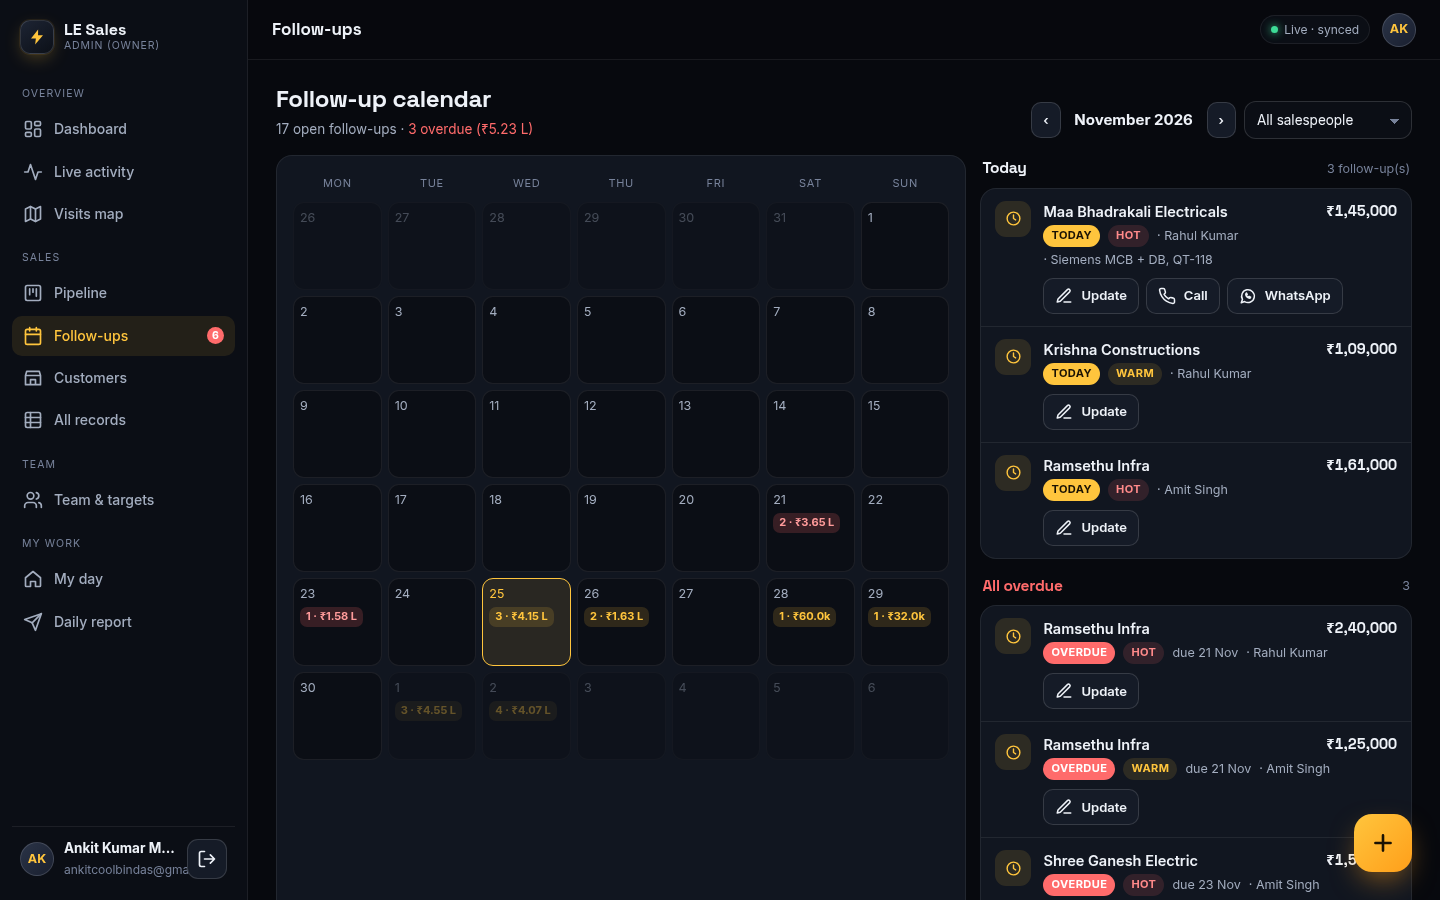 LE Sales
ADMIN (OWNER)
OVERVIEW
Dashboard
Live activity
Visits map
SALES
Pipeline
Follow-ups 6
Customers
All records
TEAM
Team & targets
MY WORK
My day
Daily report
AK
Ankit Kumar M...
ankitcoolbindas@gma
Follow-ups
Live · synced
AK
Follow-up calendar
17 open follow-ups · 3 overdue (₹5.23 L)
‹ November 2026 ›
All salespeople
MON TUE WED THU FRI SAT SUN
26 27 28 29 30 31 1
2 3 4 5 6 7 8
9 10 11 12 13 14 15
16 17 18 19 20 21 22
2 · ₹3.65 L
23 24 25 26 27 28 29
1 · ₹1.58 L 3 · ₹4.15 L 2 · ₹1.63 L 1 · ₹60.0k 1 · ₹32.0k
30 1 2 3 4 5 6
3 · ₹4.55 L 4 · ₹4.07 L
Today 3 follow-up(s)
Maa Bhadrakali Electricals ₹1,45,000
TODAY HOT · Rahul Kumar
· Siemens MCB + DB, QT-118
Update Call WhatsApp
Krishna Constructions ₹1,09,000
TODAY WARM · Rahul Kumar
Update
Ramsethu Infra ₹1,61,000
TODAY HOT · Amit Singh
Update
All overdue 3
Ramsethu Infra ₹2,40,000
OVERDUE HOT due 21 Nov · Rahul Kumar
Update
Ramsethu Infra ₹1,25,000
OVERDUE WARM due 21 Nov · Amit Singh
Update
Shree Ganesh Electric ₹1,5
OVERDUE HOT due 23 Nov · Amit Singh
+